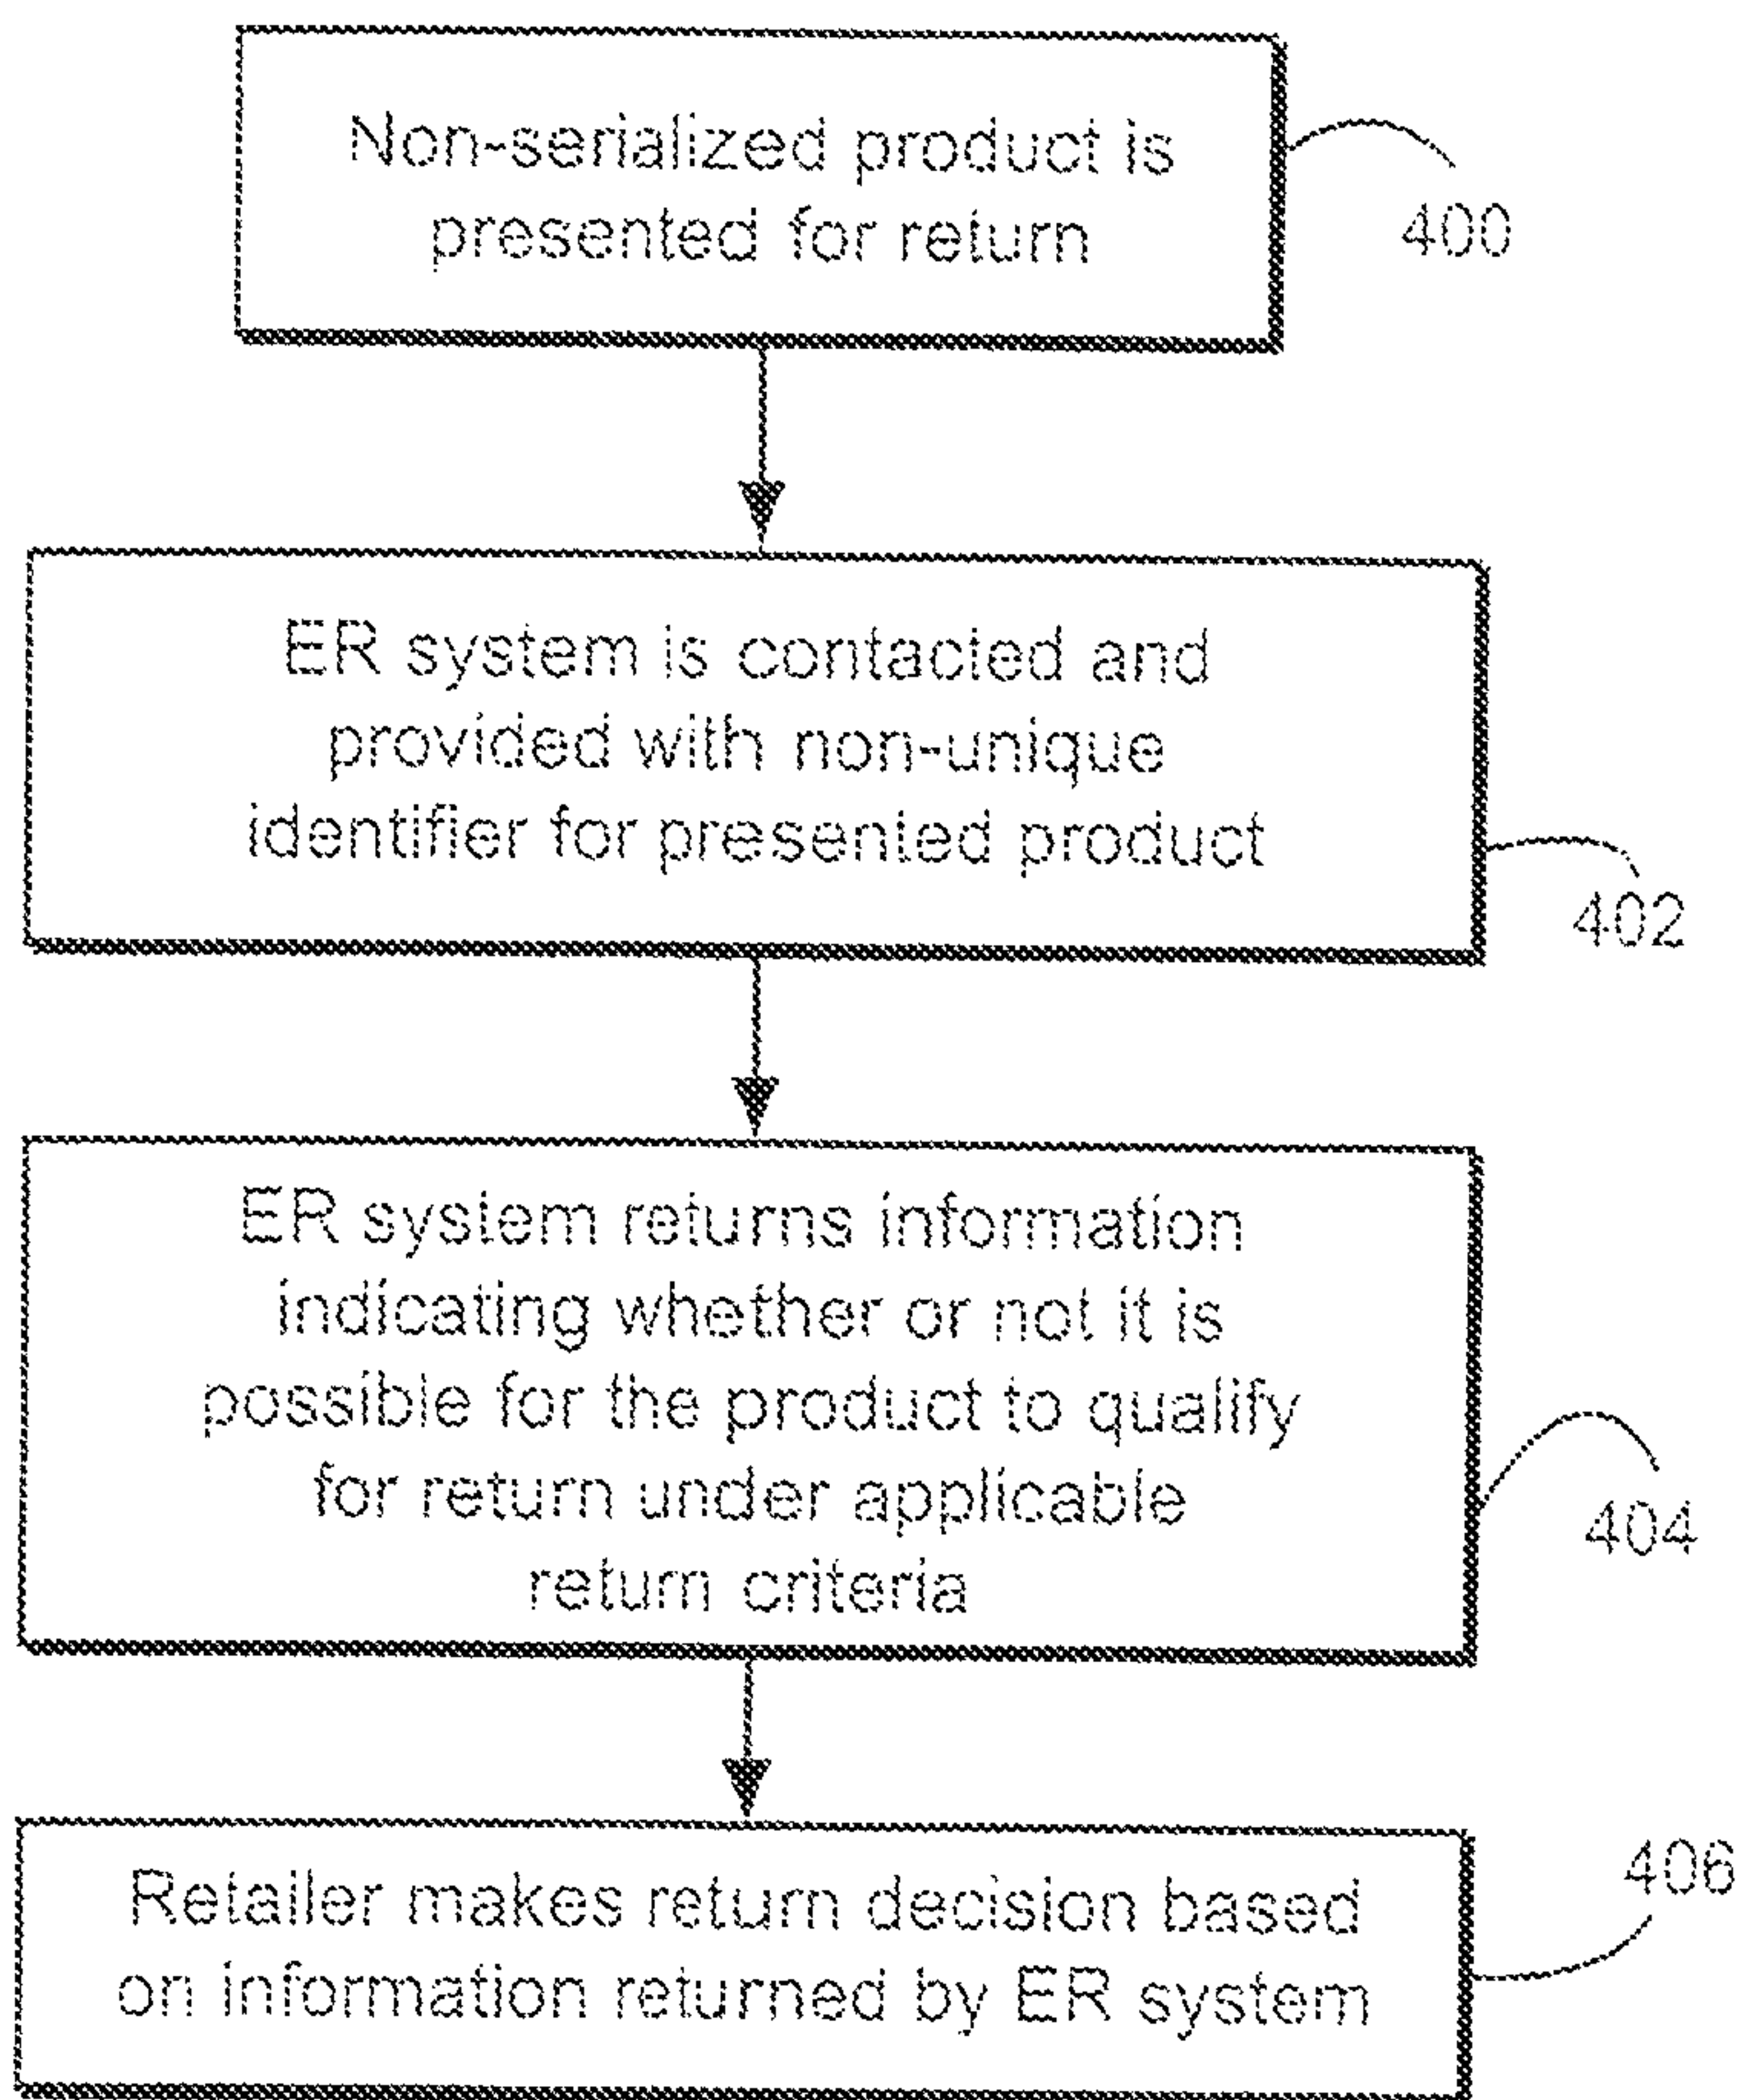 Non-serialized product is
presented for return
400
ER system is contacted and
provided with non-unique
identifier for presented product
402
ER system returns information
indicating whether or not it is
possible for the product to qualify
for return under applicable
return criteria
404
406
Retailer makes return decision based
on information returned by ER system